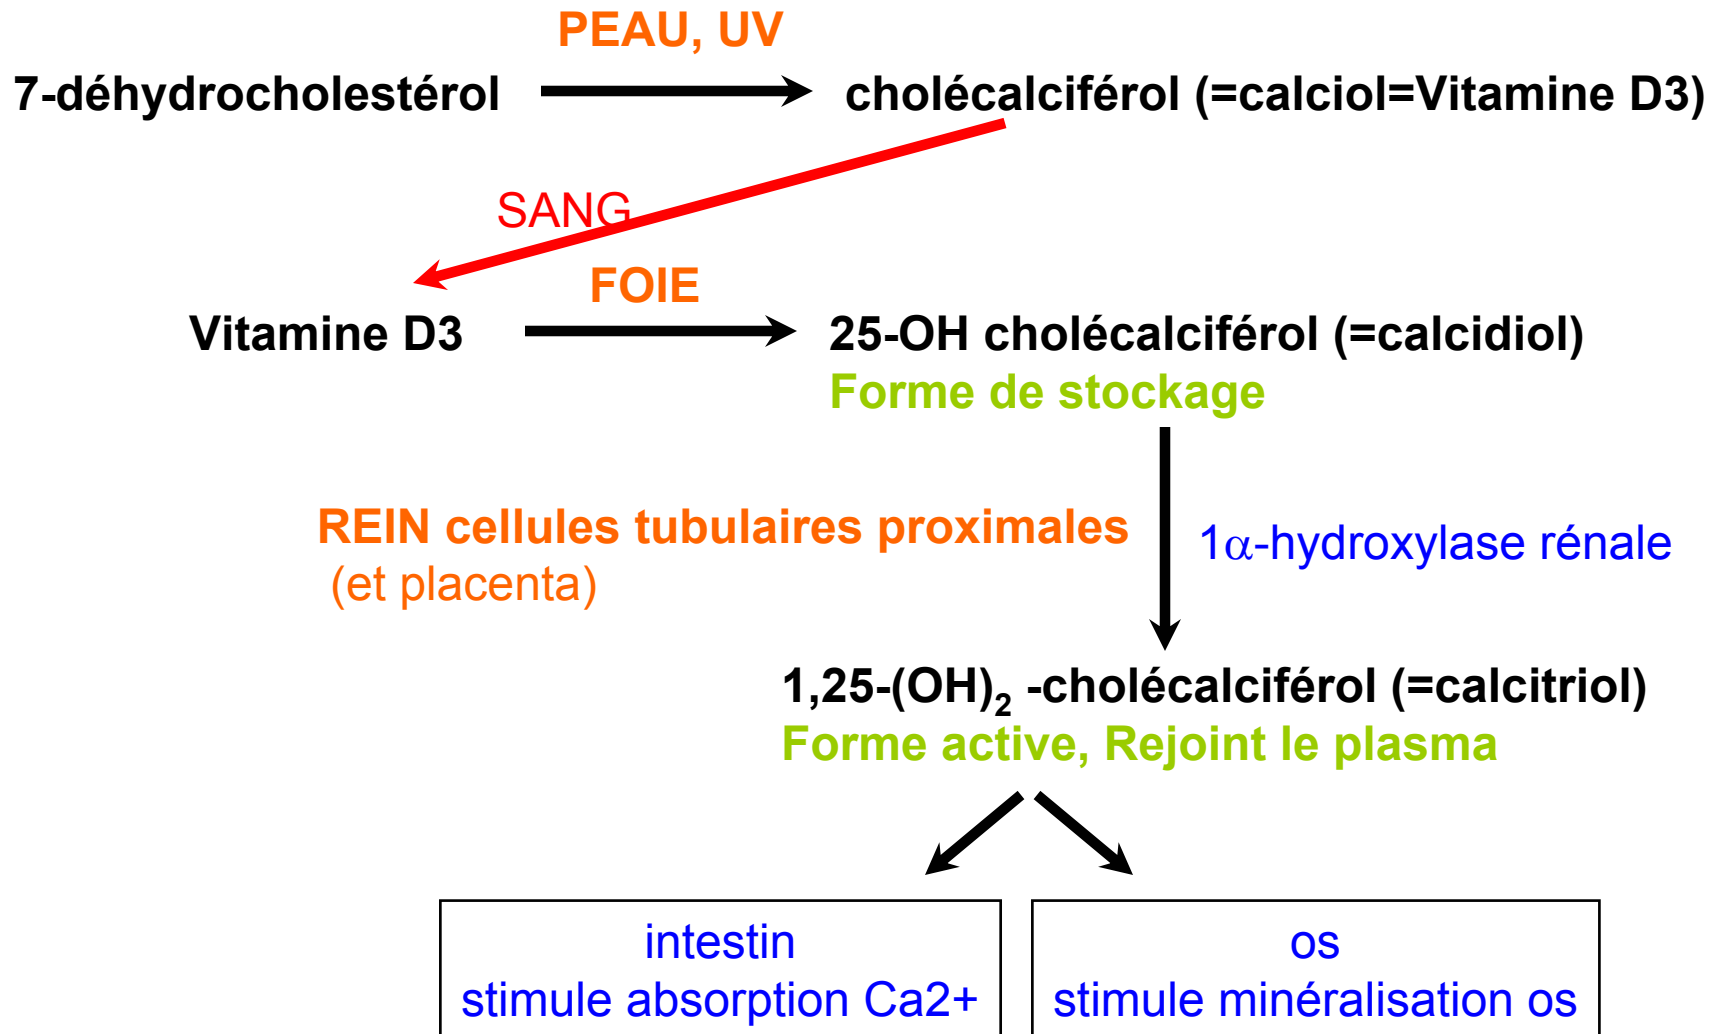 PEAU, UV
7-déhydrocholestérol cholécalciférol (=calciol=Vitamine D3)
SANG
FOIE
Vitamine D3 25-OH cholécalciférol (=calcidiol)
Forme de stockage
REIN cellules tubulaires proximales
(et placenta)
1α-hydroxylase rénale
1,25-(OH)₂ -cholécalciférol (=calcitriol)
Forme active, Rejoint le plasma
intestin
stimule absorption Ca2+
os
stimule minéralisation os